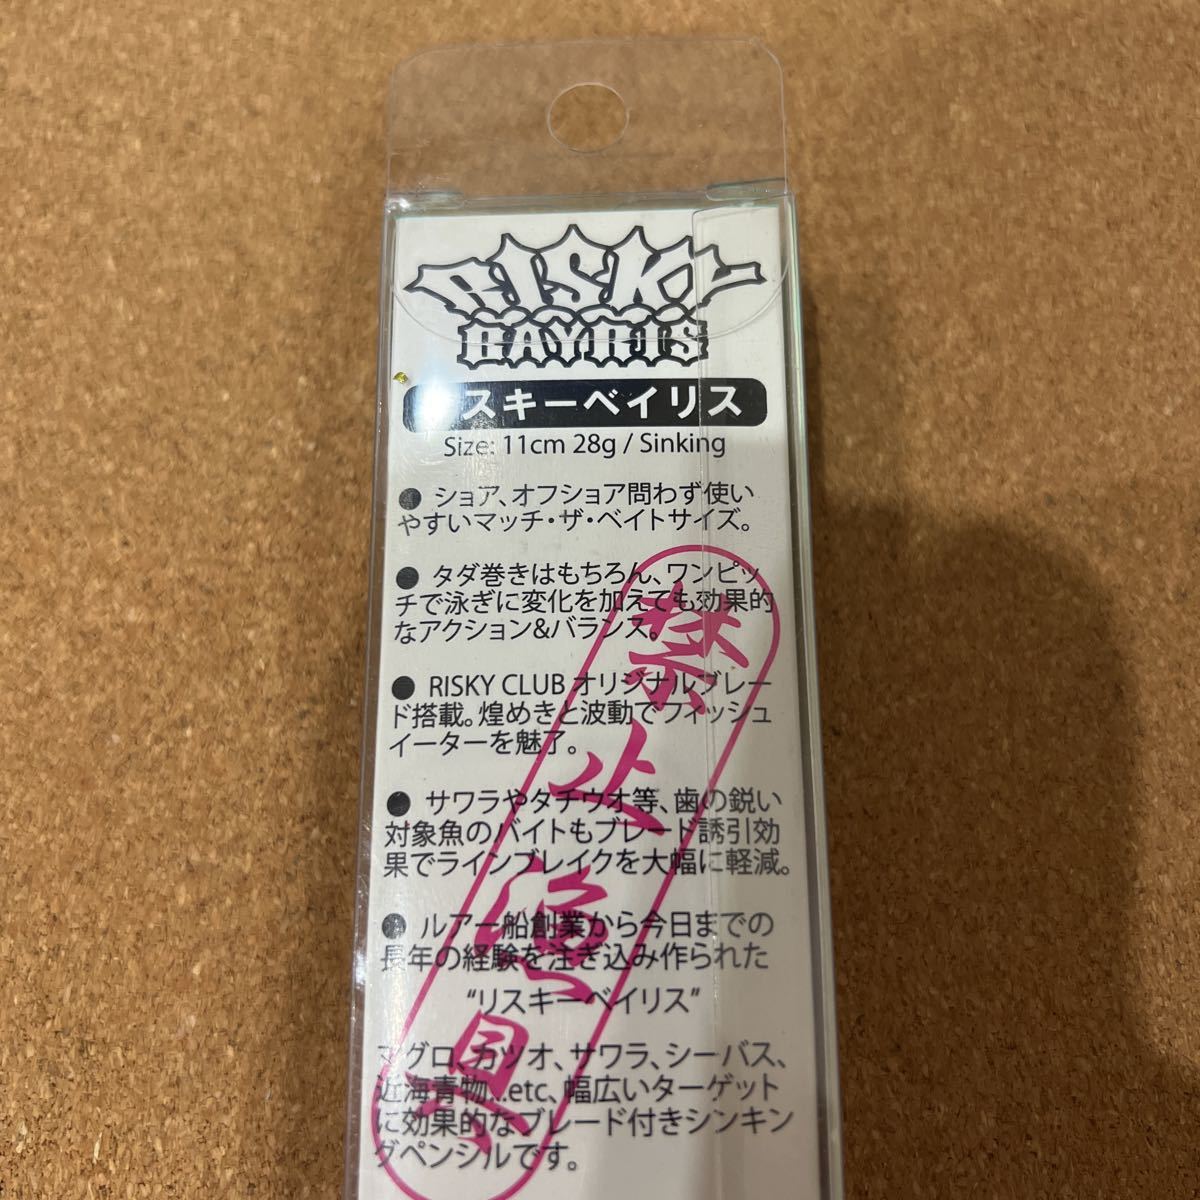 RISKY
BAYRIS
リスキーベイリス
Size: 11cm 28g / Sinking
● ショア、オフショア問わず使い
やすいマッチ・ザ・ベイトサイズ。
● タダ巻きはもちろん、ワンピッ
チで泳ぎに変化を加えても効果的
なアクション&バランス。
● RISKY CLUB オリジナルブレー
ド搭載。煌めきと波動でフィッシュ
イーターを魅了。
● サワラやタチウオ等、歯の鋭い
対象魚のバイトもブレード誘引効
果でラインブレイクを大幅に軽減。
● ルアー船創業から今日までの
長年の経験を注ぎ込み作られた
“リスキーベイリス”
マグロ、カツオ、サワラ、シーバス、
近海青物...etc、幅広いターゲット
に効果的なブレード付きシンキン
グペンシルです。
禁止漁具